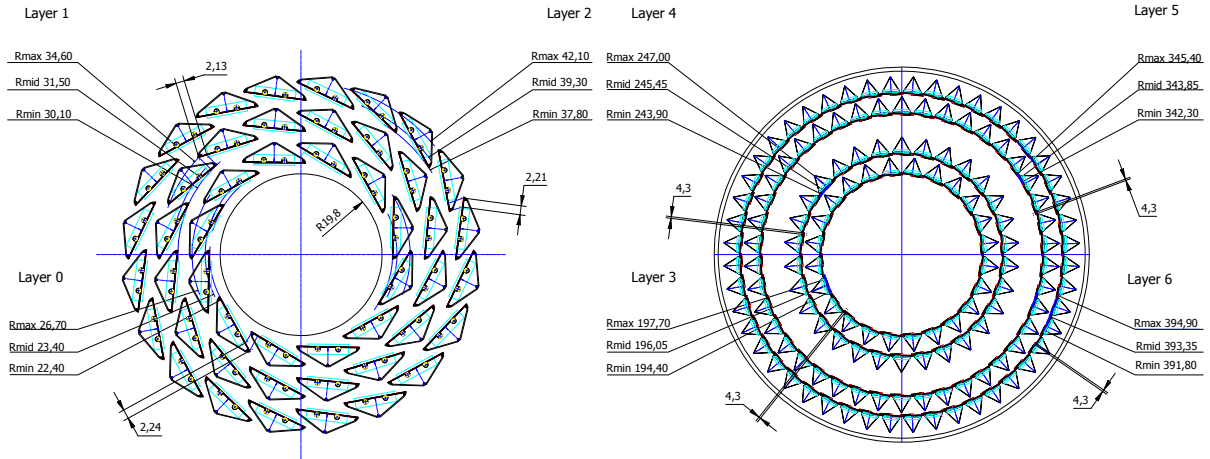 Layer 1
Layer 2
Rmax 34,60
Rmid 31,50
Rmin 30,10
2,13
Rmax 42,10
Rmid 39,30
Rmin 37,80
2,21
R19,8
Layer 0
Rmax 26,70
Rmid 23,40
Rmin 22,40
2,24
Layer 4
Layer 5
Rmax 247,00
Rmid 245,45
Rmin 243,90
Rmax 345,40
Rmid 343,85
Rmin 342,30
4,3
4,3
Layer 3
Layer 6
Rmax 197,70
Rmid 196,05
Rmin 194,40
Rmax 394,90
Rmid 393,35
Rmin 391,80
4,3
4,3